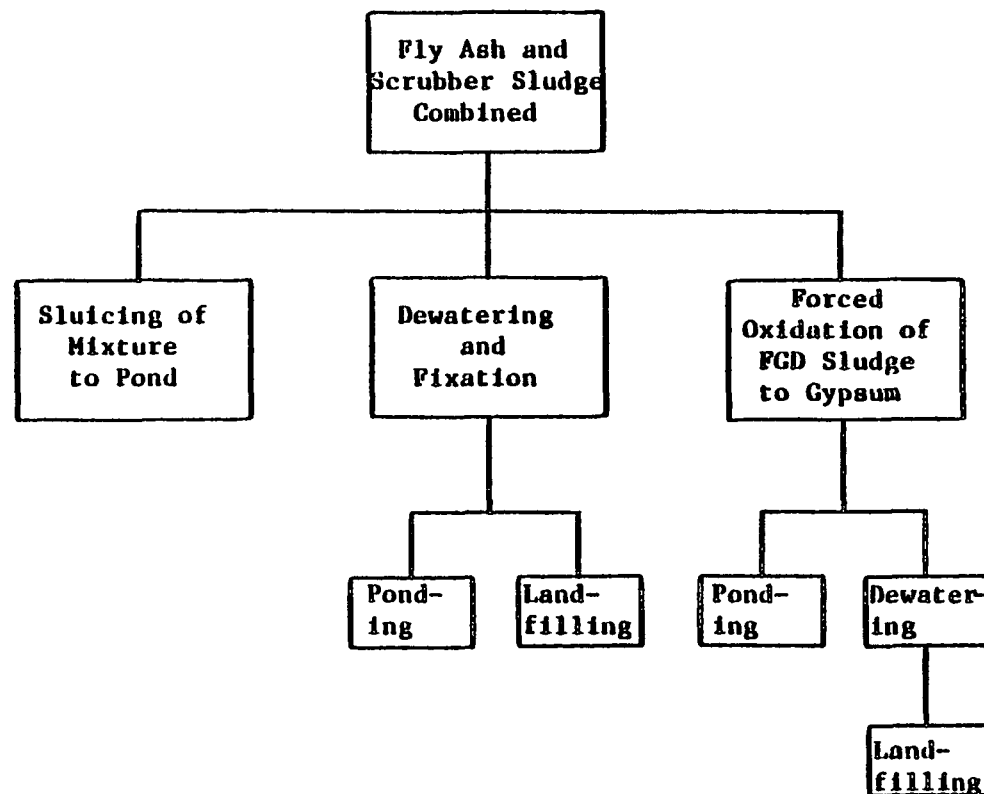 Fly Ash and
Scrubber Sludge
Combined
Sluicing of
Mixture
to Pond
Dewatering
and
Fixation
Forced
Oxidation of
FGD Sludge
to Gypsum
Pond-
ing
Land-
filling
Pond-
ing
Dewater-
ing
Land-
filling